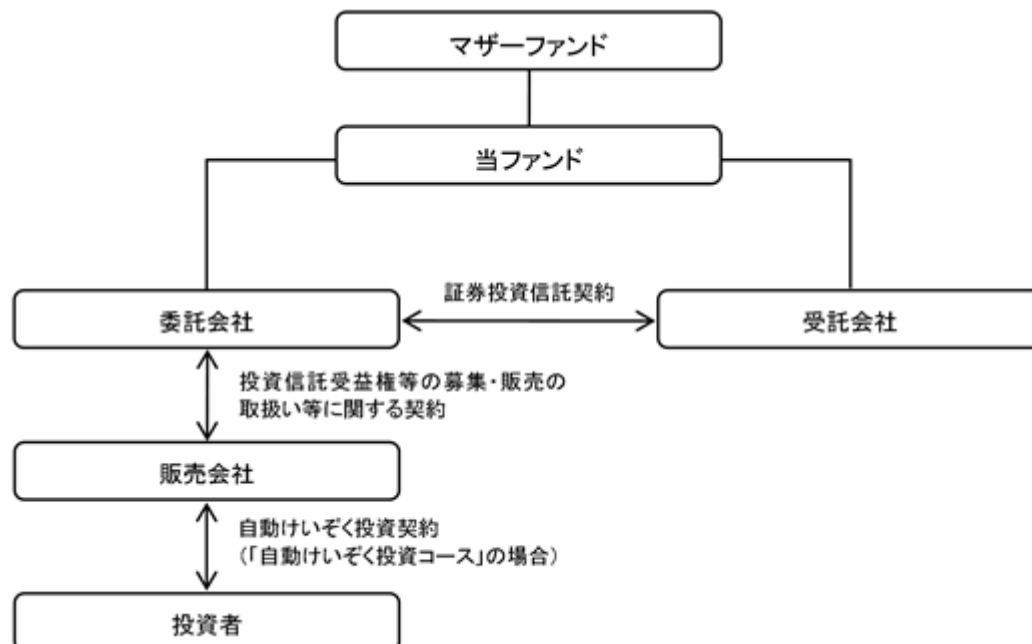 マザーファンド
当ファンド
証券投資信託契約
委託会社
受託会社
投資信託受益権等の募集・販売の
取扱い等に関する契約
販売会社
自動けいぞく投資契約
(「自動けいぞく投資コース」の場合)
投資者